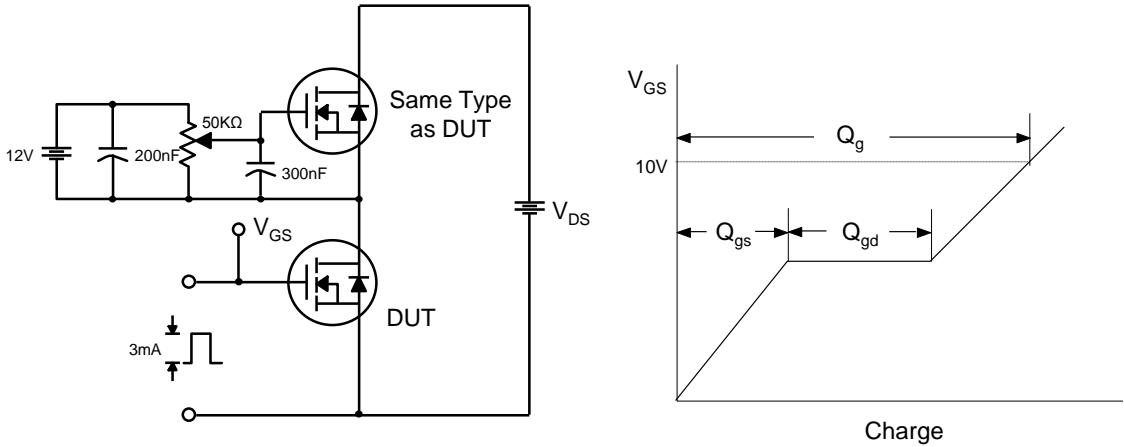 Same Type
as DUT
50KΩ
12V
200nF
300nF
V_GS
V_DS
DUT
3mA
V_GS
Q_g
10V
Q_gs
Q_gd
Charge